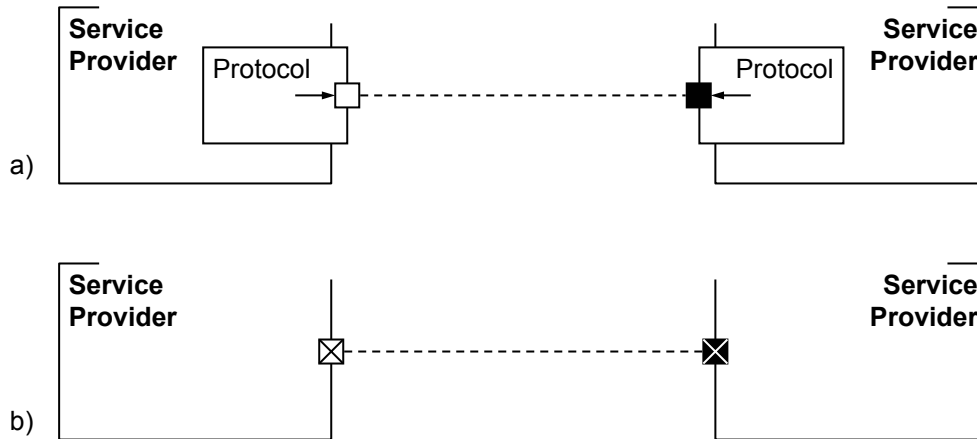 Service
Provider
Protocol
Service
Provider
Protocol
a)
Service
Provider
Service
Provider
b)